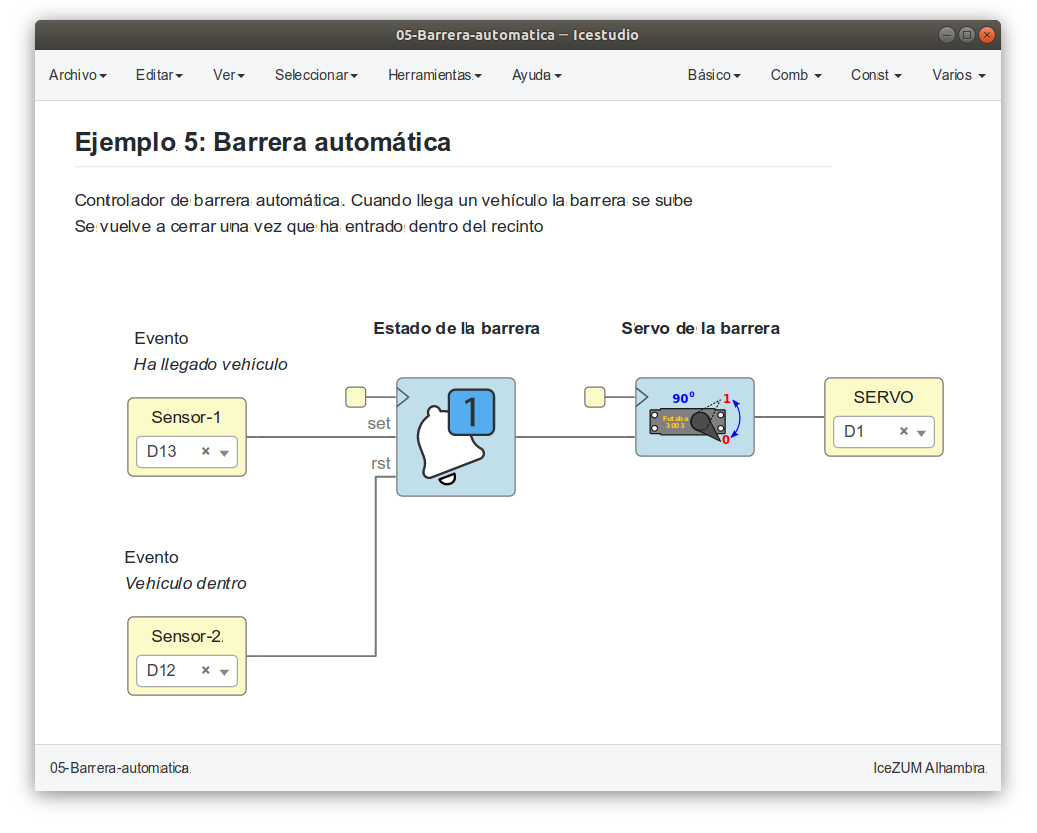 05-Barrera-automatica — Icestudio
Archivo Editar Ver Seleccionar Herramientas Ayuda Básico Comb Const Varios
Ejemplo 5: Barrera automática
Controlador de barrera automática. Cuando llega un vehículo la barrera se sube
Se vuelve a cerrar una vez que ha entrado dentro del recinto
Estado de la barrera
Servo de la barrera
Evento
Ha llegado vehículo
Sensor-1
D13
set
rst
1
90º
1
Futaba
3003
0
SERVO
D1
Evento
Vehículo dentro
Sensor-2
D12
05-Barrera-automatica
IceZUM Alhambra